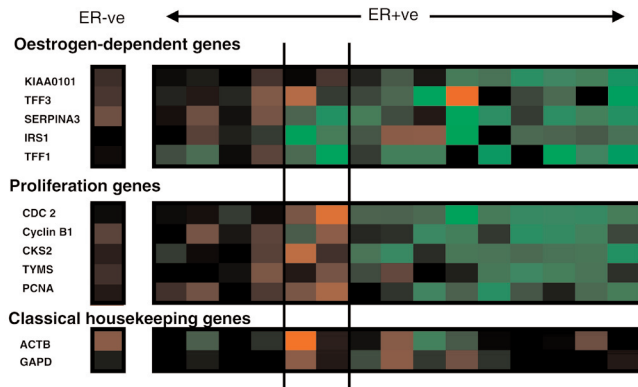 ER-ve ER+ve
Oestrogen-dependent genes
KIAA0101
TFF3
SERPINA3
IRS1
TFF1
Proliferation genes
CDC 2
Cyclin B1
CKS2
TYMS
PCNA
Classical housekeeping genes
ACTB
GAPD